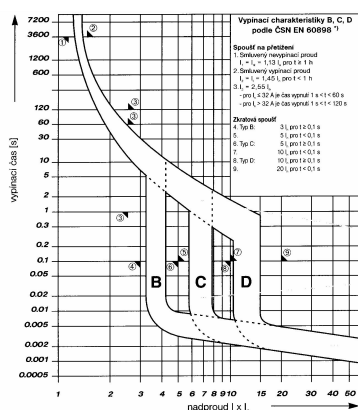 Vypínací charakteristiky B, C, D
podle ČSN EN 60898 *)
Spoušť na přetížení
1. Smluvený nevypínací proud
I₁ = Iₙ = 1,13 Iₙ pro t ≥ 1 h
2. Smluvený vypínací proud
I₂ = Iₜ = 1,45 Iₙ pro t < 1 h
3. I₃ = 2,55 Iₙ
- pro Iₙ ≤ 32 A je čas vypnutí 1 s < t < 60 s
- pro Iₙ > 32 A je čas vypnutí 1 s < t < 120 s
Zkratová spoušť
4. Typ B: 3 Iₙ pro t ≥ 0,1 s
5. 5 Iₙ pro t < 0,1 s
6. Typ C: 5 Iₙ pro t ≥ 0,1 s
7. 10 Iₙ pro t < 0,1 s
8. Typ D: 10 Iₙ pro t ≥ 0,1 s
9. 20 Iₙ pro t < 0,1 s
vypínací čas [s]
7200
3600
1200
600
120
60
30
10
5
2
1
0.3
0.2
0.1
0.05
0.02
0.01
0.005
0.002
0.001
0.0005
① ②
③
③
③
④ ⑥ ⑤ ⑧ ⑦ ⑨
B C D
1 2 3 4 5 6 7 8 9 10 15 20 30 40 50
nadproud I x Iₙ